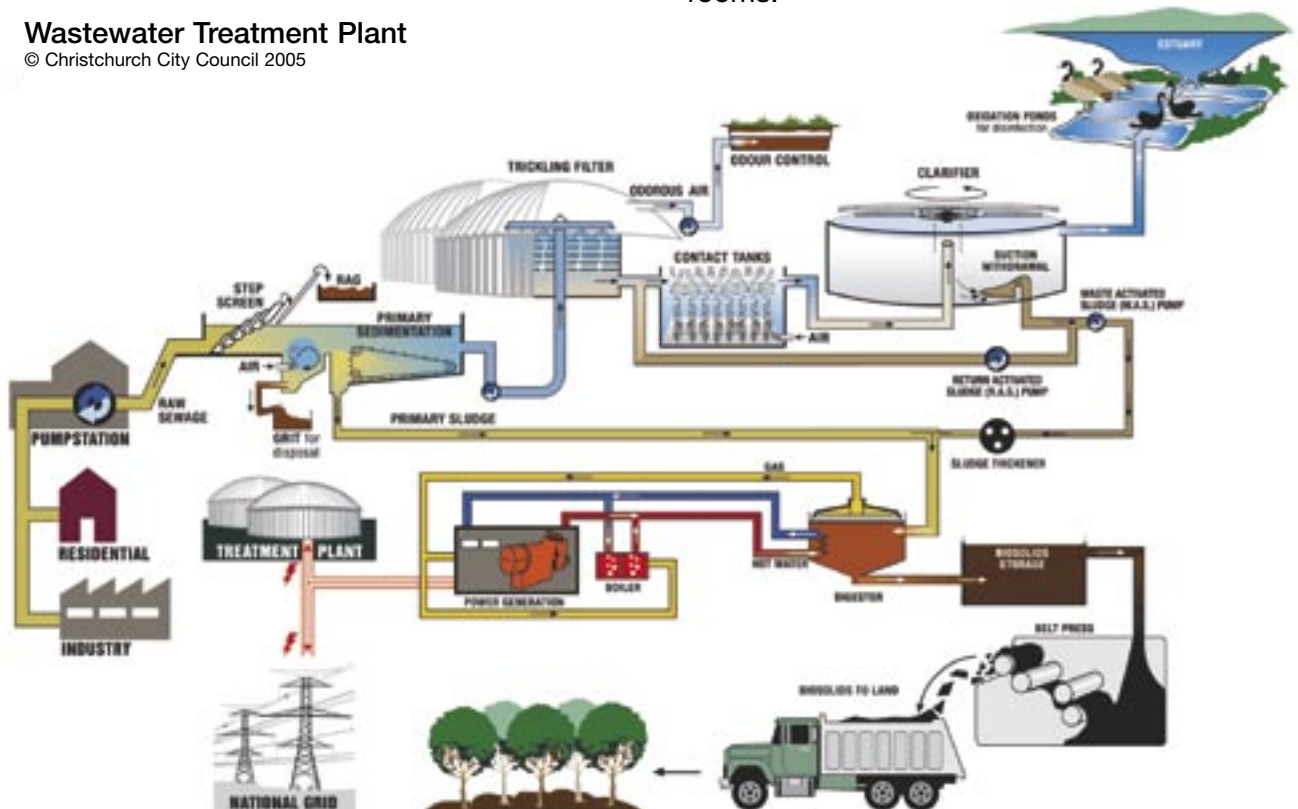 rooms.
Wastewater Treatment Plant
© Christchurch City Council 2005
ESTUARY
OXIDATION PONDS
for disinfection
ODOUR CONTROL
TRICKLING FILTER
ODOROUS AIR
CLARIFIER
CONTACT TANKS
SUCTION
WITHDRAWAL
RAG
STEP
SCREEN
WASTE ACTIVATED
SLUDGE (W.A.S.) PUMP
PRIMARY
SEDIMENTATION
AIR
AIR
RETURN ACTIVATED
SLUDGE (R.A.S.) PUMP
RAW
SEWAGE
PRIMARY SLUDGE
PUMPSTATION
GRIT for
disposal
SLUDGE THICKENER
GAS
RESIDENTIAL
TREATMENT PLANT
HOT WATER
BIOSOLIDS
STORAGE
BOILER
POWER GENERATION
DIGESTER
BELT PRESS
INDUSTRY
BIOSOLIDS TO LAND
NATIONAL GRID